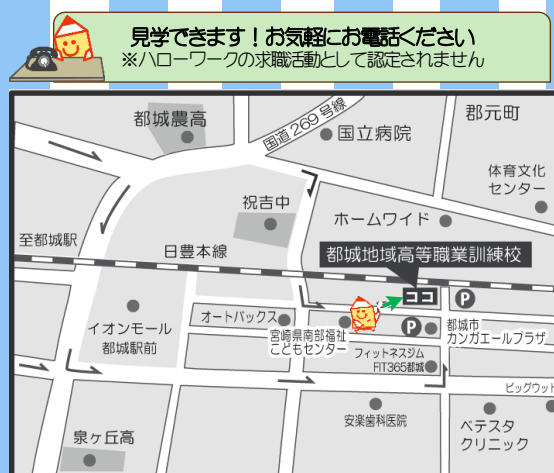 見学できます！お気軽にお電話ください
※ハローワークの求職活動として認定されません
都城農高
国道269号線
国立病院
郡元町
体育文化
センター
祝吉中
ホームワイド
至都城駅
日豊本線
都城地域高等職業訓練校
ココ
P
オートバックス
宮崎県南部福祉
こどもセンター
P
都城市
カンガエールプラザ
イオンモール
都城駅前
フィットネスジム
FIT365都城
ビッグウッド
安楽歯科医院
ベテスタ
クリニック
泉ヶ丘高